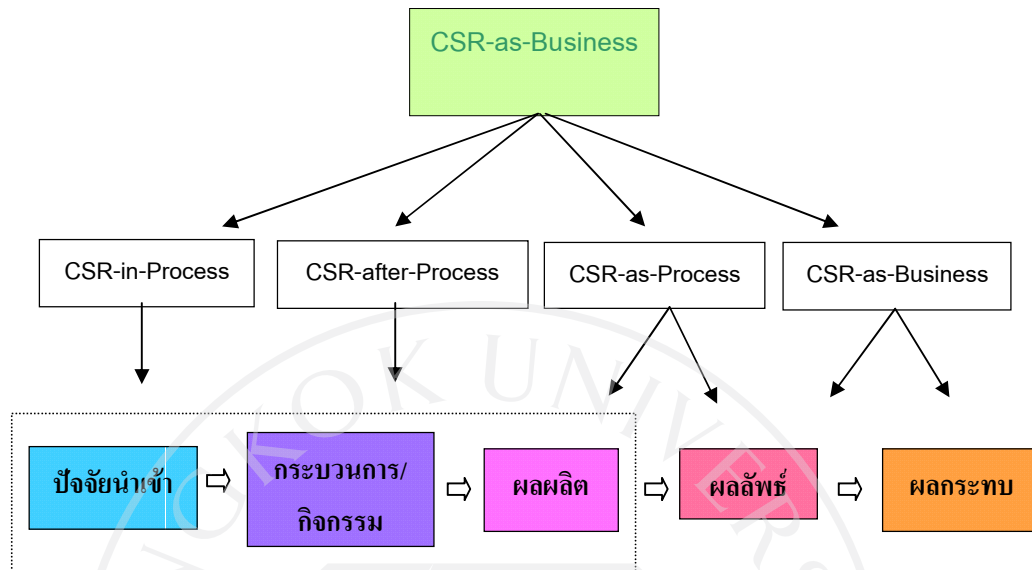 CSR-as-Business
CSR-in-Process
CSR-after-Process
CSR-as-Process
CSR-as-Business
ปัจจัยนำเข้า
กระบวนการ/
กิจกรรม
ผลผลิต
ผลลัพธ์
ผลกระทบ